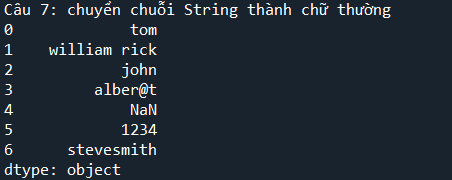 Câu 7: chuyển chuỗi String thành chữ thường
0 tom
1 william rick
2 john
3 alber@t
4 NaN
5 1234
6 stevesmith
dtype: object